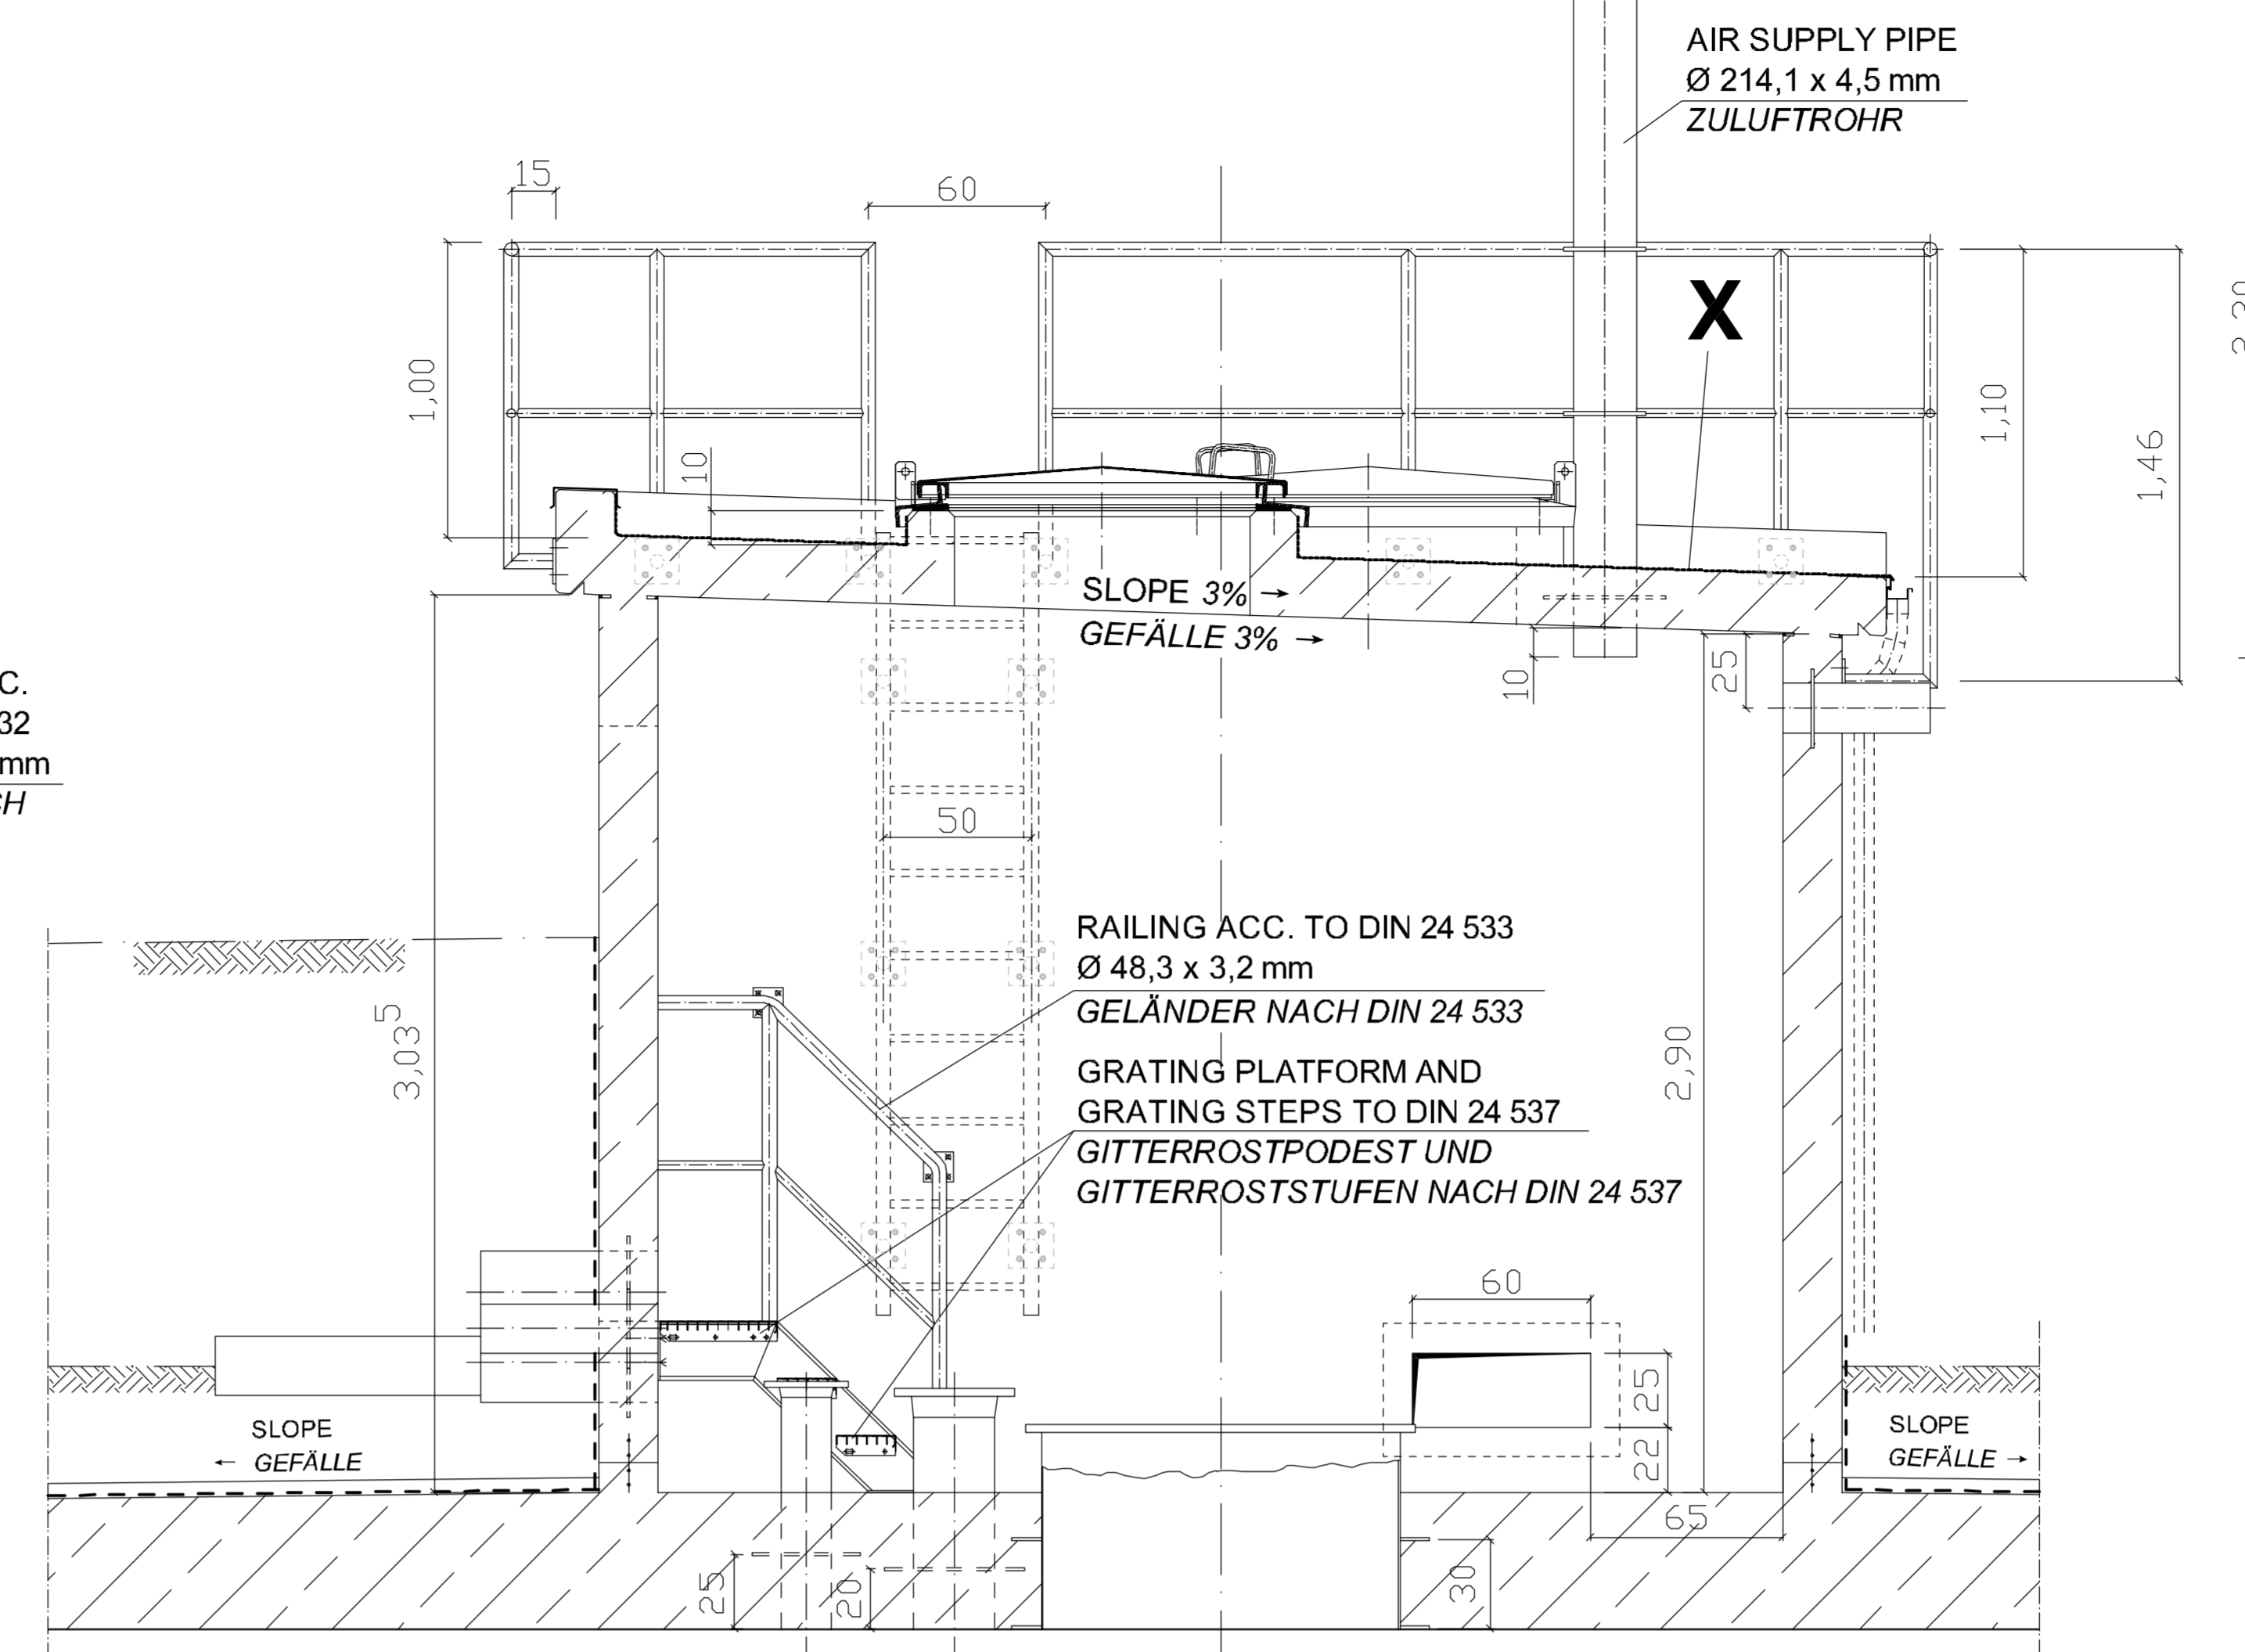 AIR SUPPLY PIPE
Ø 214,1 x 4,5 mm
ZULUFTROHR
15
60
1,00
10
X
1,10
1,46
SLOPE 3% →
GEFÄLLE 3% →
10
25
C.
32
mm
CH
50
RAILING ACC. TO DIN 24 533
Ø 48,3 x 3,2 mm
GELÄNDER NACH DIN 24 533
GRATING PLATFORM AND
GRATING STEPS TO DIN 24 537
GITTERROSTPODEST UND
GITTERROSTSTUFEN NACH DIN 24 537
3,03⁵
2,90
60
25
22
65
SLOPE
← GEFÄLLE
SLOPE
GEFÄLLE →
25
20
30